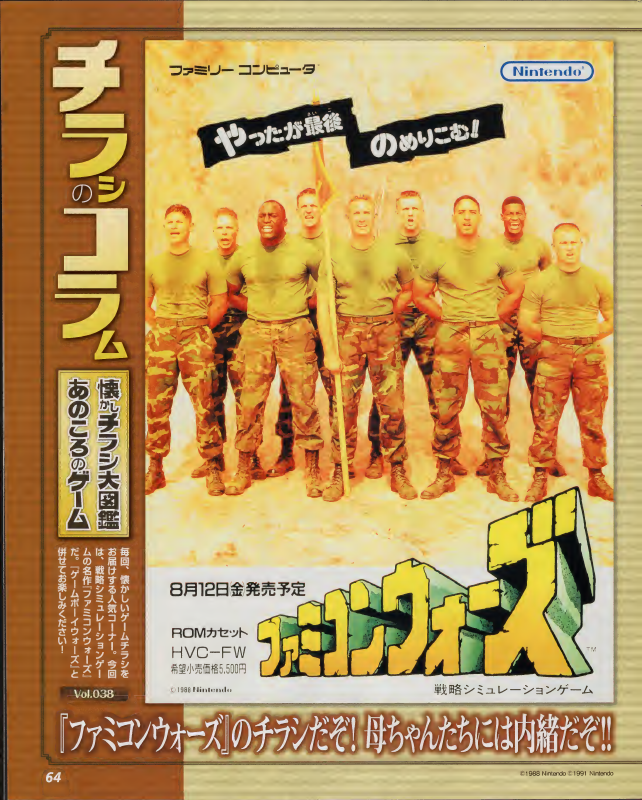 チラシのコラム
懐かしチラシ大図鑑
あのころのゲーム
毎回、懐かしいゲームチラシを
お届けする人気コーナー。今回
は、戦略シミュレーションゲー
ムの名作『ファミコンウォーズ』
だ。『ゲームボーイウォーズ』と
併せてお楽しみください!
Vol.038
ファミリー コンピュータ
Nintendo®
やったが最後
のめりこむ!!
8月12日金発売予定
ROMカセット
HVC-FW
希望小売価格5,500円
©1988 Nintendo
ファミコンウォーズ
TM
戦略シミュレーションゲーム
『ファミコンウォーズ』のチラシだぞ! 母ちゃんたちには内緒だぞ!!
64
©1988 Nintendo ©1991 Nintendo